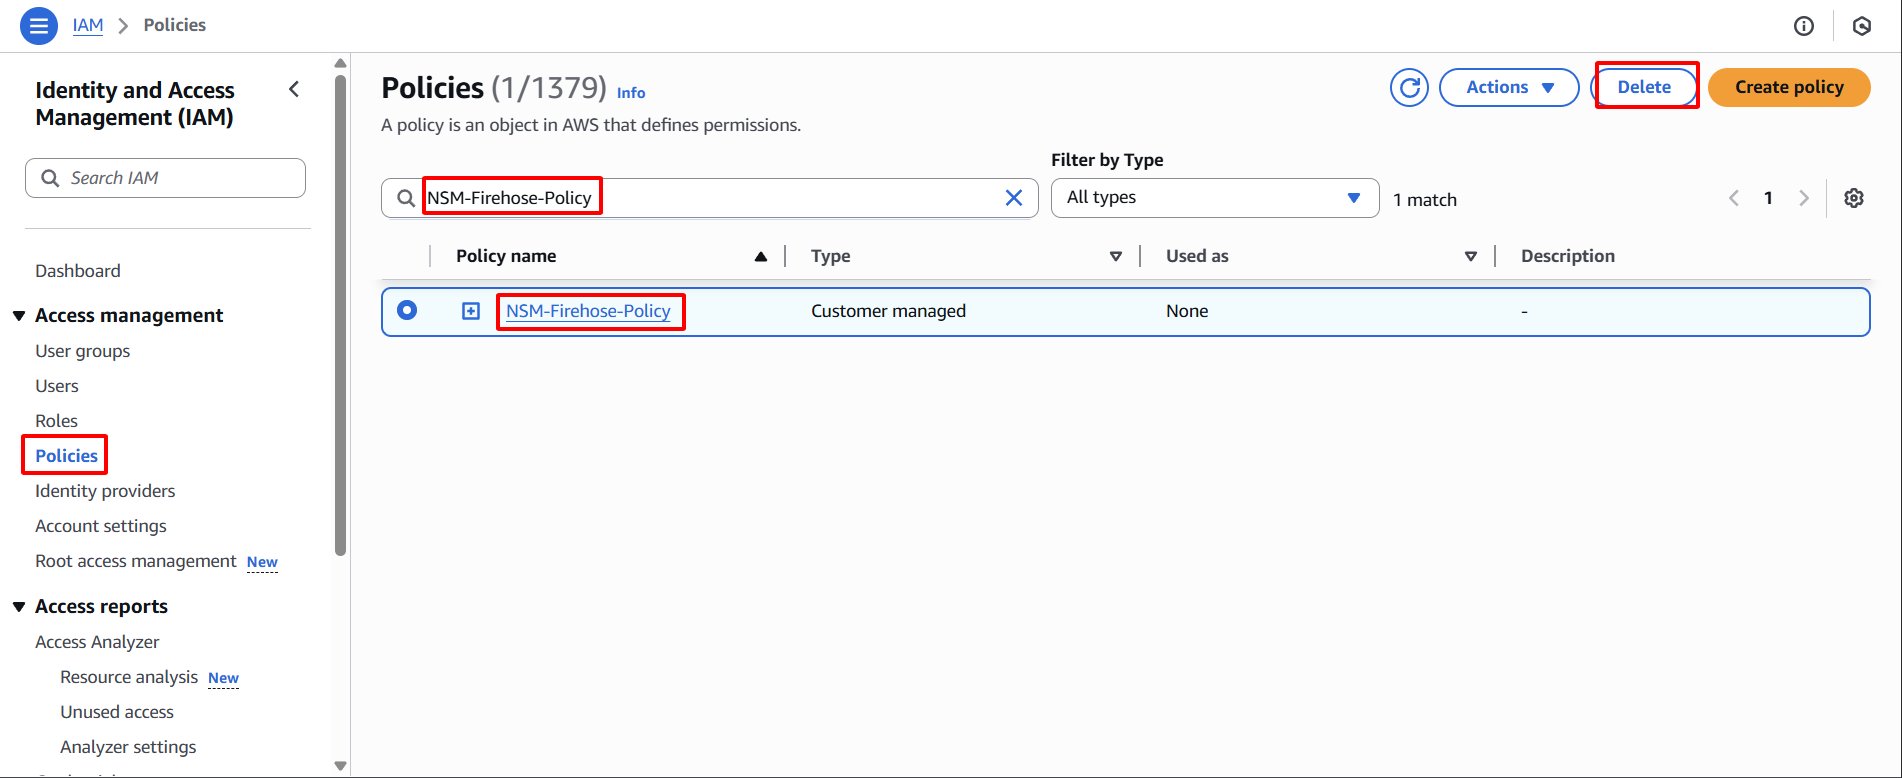 IAM > Policies
Identity and Access
Management (IAM)
Search IAM
Dashboard
Access management
User groups
Users
Roles
Policies
Identity providers
Account settings
Root access management New
Access reports
Access Analyzer
Resource analysis New
Unused access
Analyzer settings
Policies (1/1379) Info
A policy is an object in AWS that defines permissions.
Actions
Delete
Create policy
Filter by Type
NSM-Firehose-Policy
All types
1 match
1
Policy name Type Used as Description
NSM-Firehose-Policy Customer managed None -